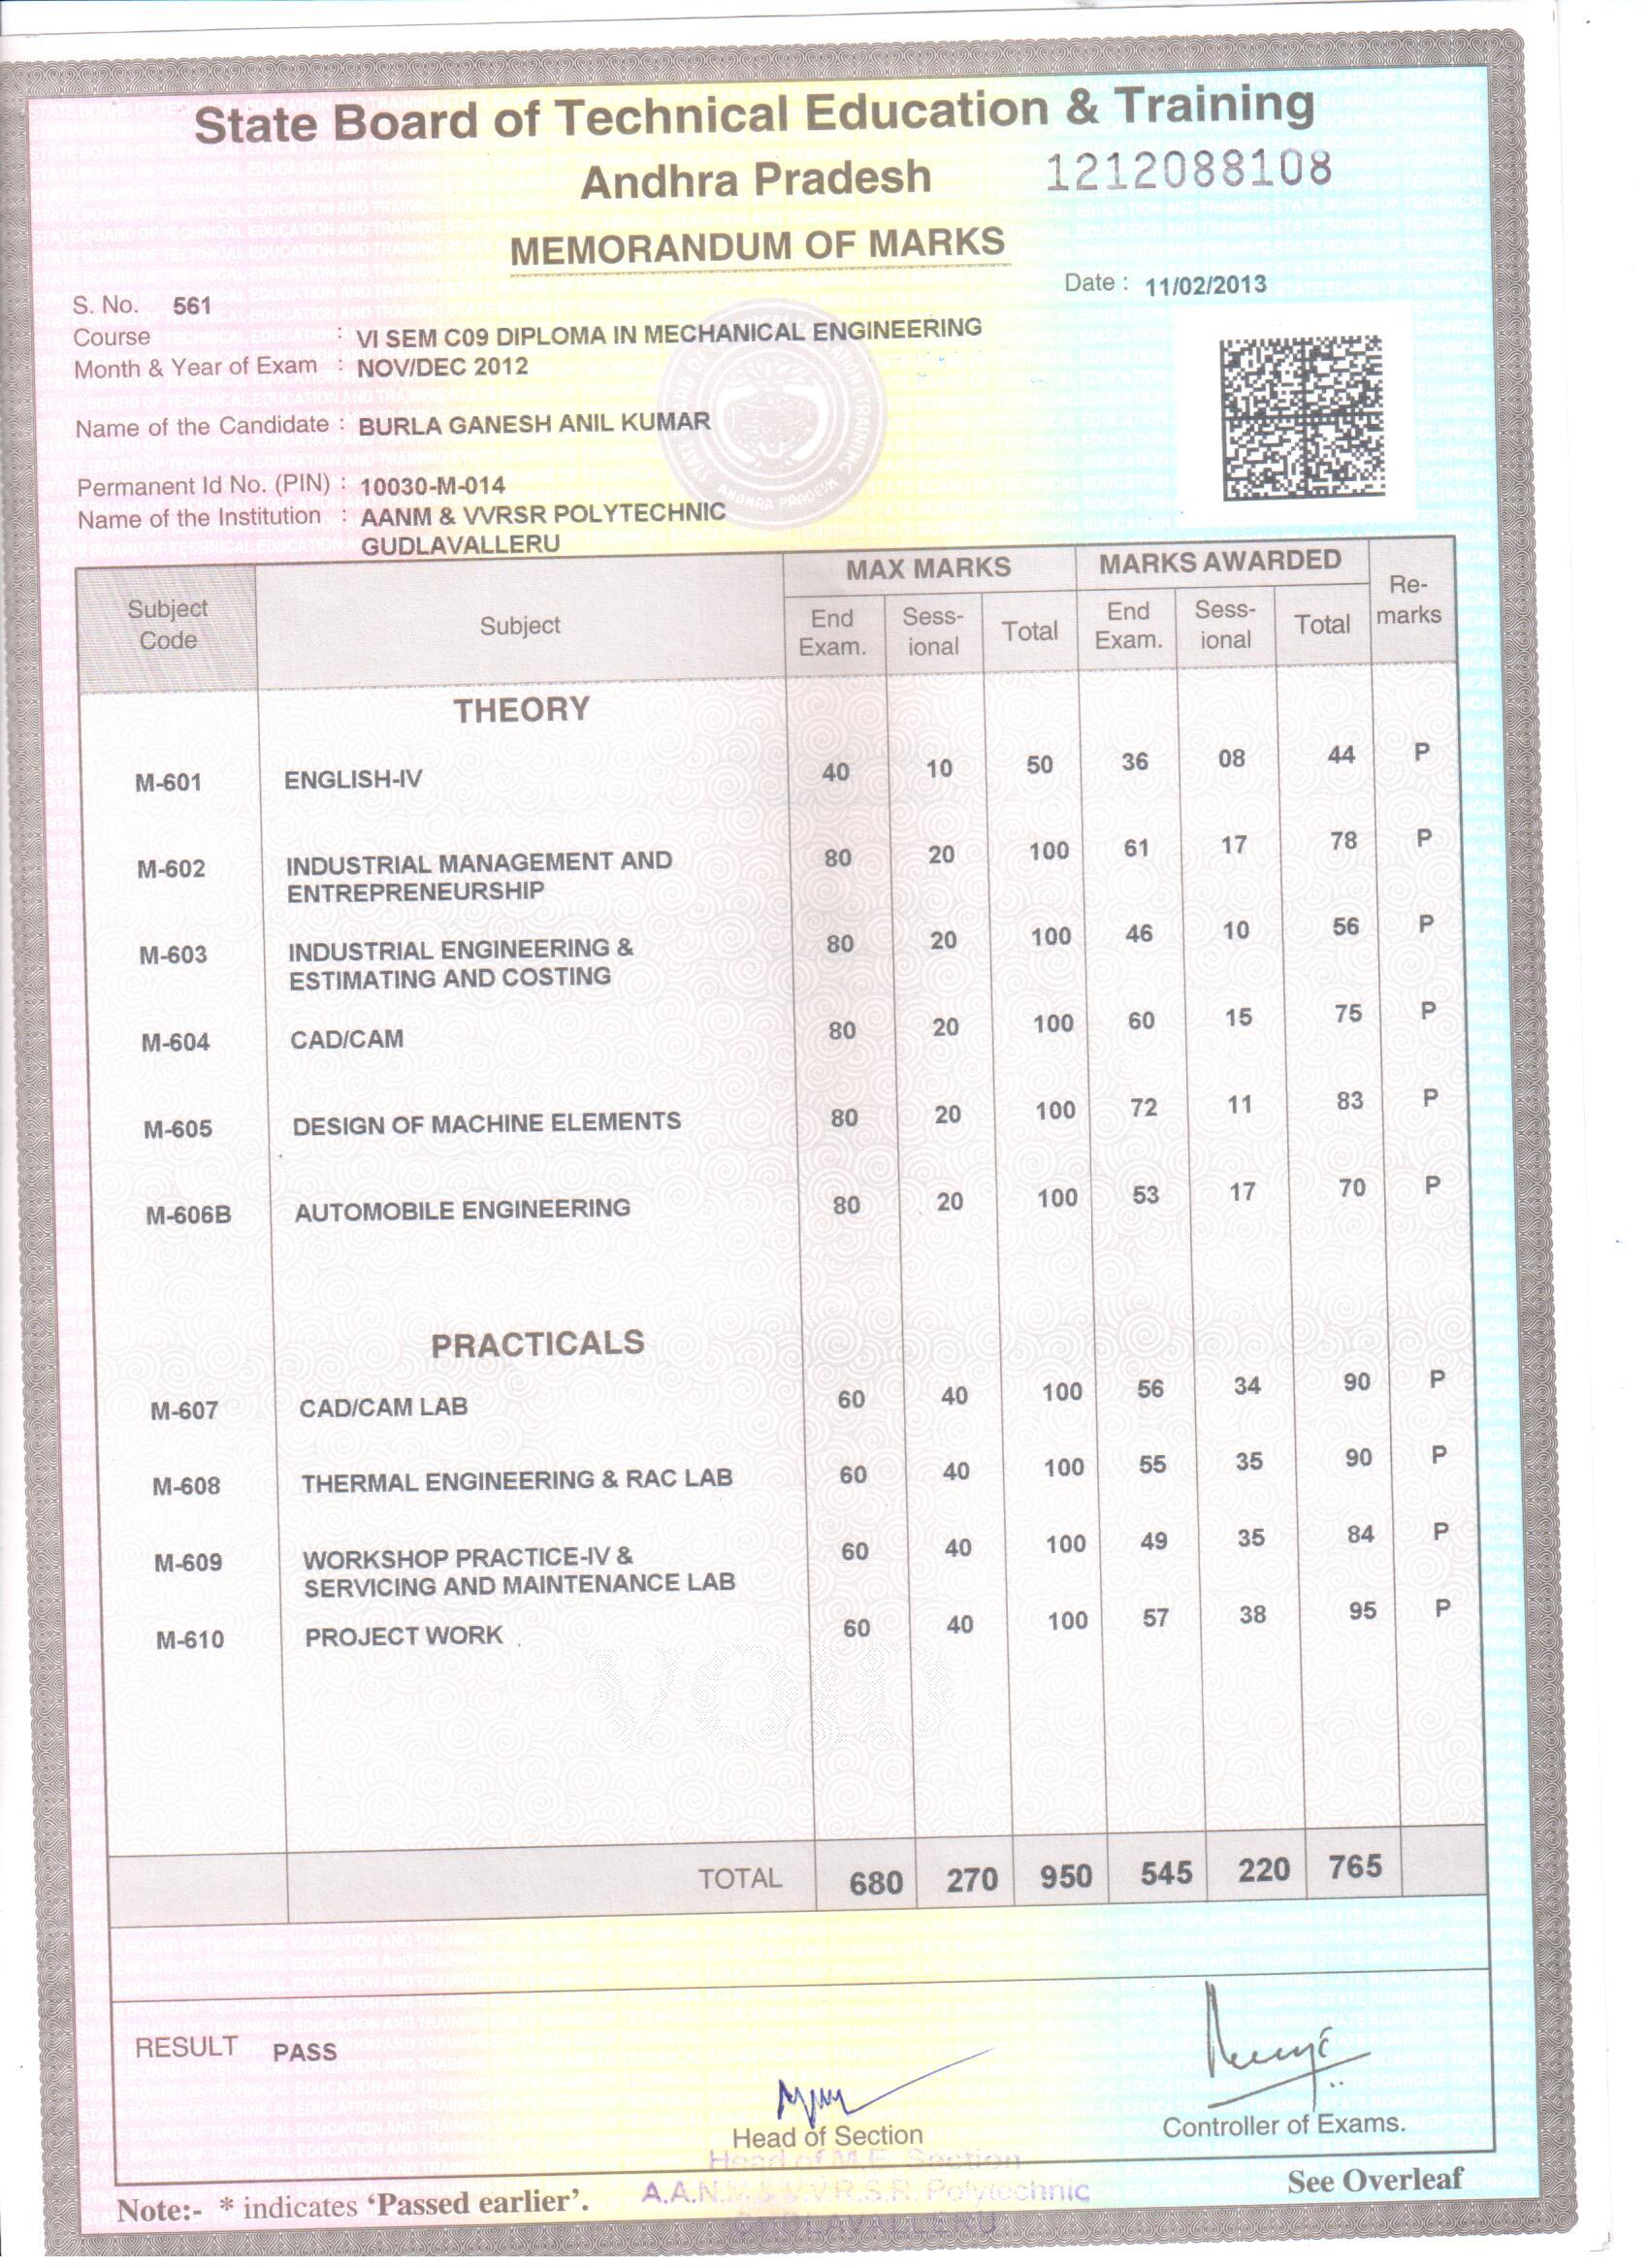 State Board of Technical Education & Training
Andhra Pradesh 1212088108
MEMORANDUM OF MARKS
Date : 11/02/2013
S. No. 561
Course : VI SEM C09 DIPLOMA IN MECHANICAL ENGINEERING
Month & Year of Exam : NOV/DEC 2012
Name of the Candidate : BURLA GANESH ANIL KUMAR
Permanent Id No. (PIN) : 10030-M-014
Name of the Institution : AANM & VVRSR POLYTECHNIC
GUDLAVALLERU
MAX MARKS MARKS AWARDED
Subject Code Subject End Exam. Sess-ional Total End Exam. Sess-ional Total Re-marks
THEORY
M-601 ENGLISH-IV 40 10 50 36 08 44 P
M-602 INDUSTRIAL MANAGEMENT AND 80 20 100 61 17 78 P
ENTREPRENEURSHIP
M-603 INDUSTRIAL ENGINEERING & 80 20 100 46 10 56 P
ESTIMATING AND COSTING
M-604 CAD/CAM 80 20 100 60 15 75 P
M-605 DESIGN OF MACHINE ELEMENTS 80 20 100 72 11 83 P
M-606B AUTOMOBILE ENGINEERING 80 20 100 53 17 70 P
PRACTICALS
M-607 CAD/CAM LAB 60 40 100 56 34 90 P
M-608 THERMAL ENGINEERING & RAC LAB 60 40 100 55 35 90 P
M-609 WORKSHOP PRACTICE-IV & 60 40 100 49 35 84 P
SERVICING AND MAINTENANCE LAB
M-610 PROJECT WORK 60 40 100 57 38 95 P
VOID
TOTAL 680 270 950 545 220 765
RESULT PASS
Head of Section Controller of Exams.
Head of M.E. Section
A.A.N.M & V.V.R.S.R. Polytechnic
GUDLAVALLERU
See Overleaf
Note:- * indicates ‘Passed earlier’.